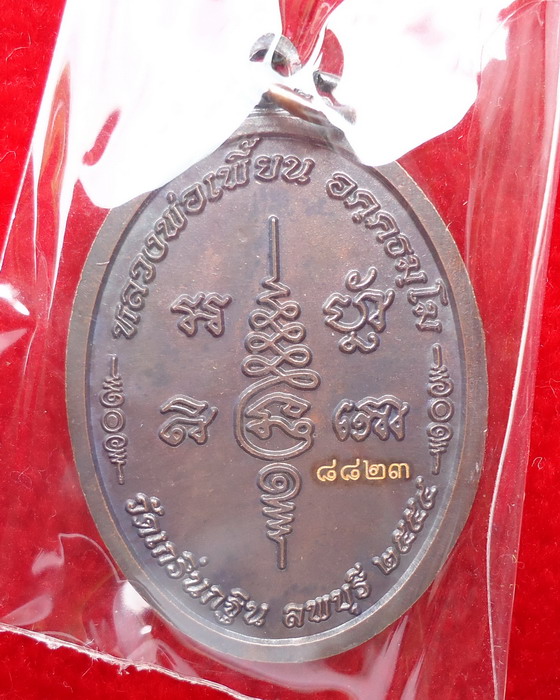 หลวงพ่อเพี้ยน อคฺคธมฺโม
๘๘๒๓
วัดเกริ่นกฐิน ลพบุรี ๒๕๕๔